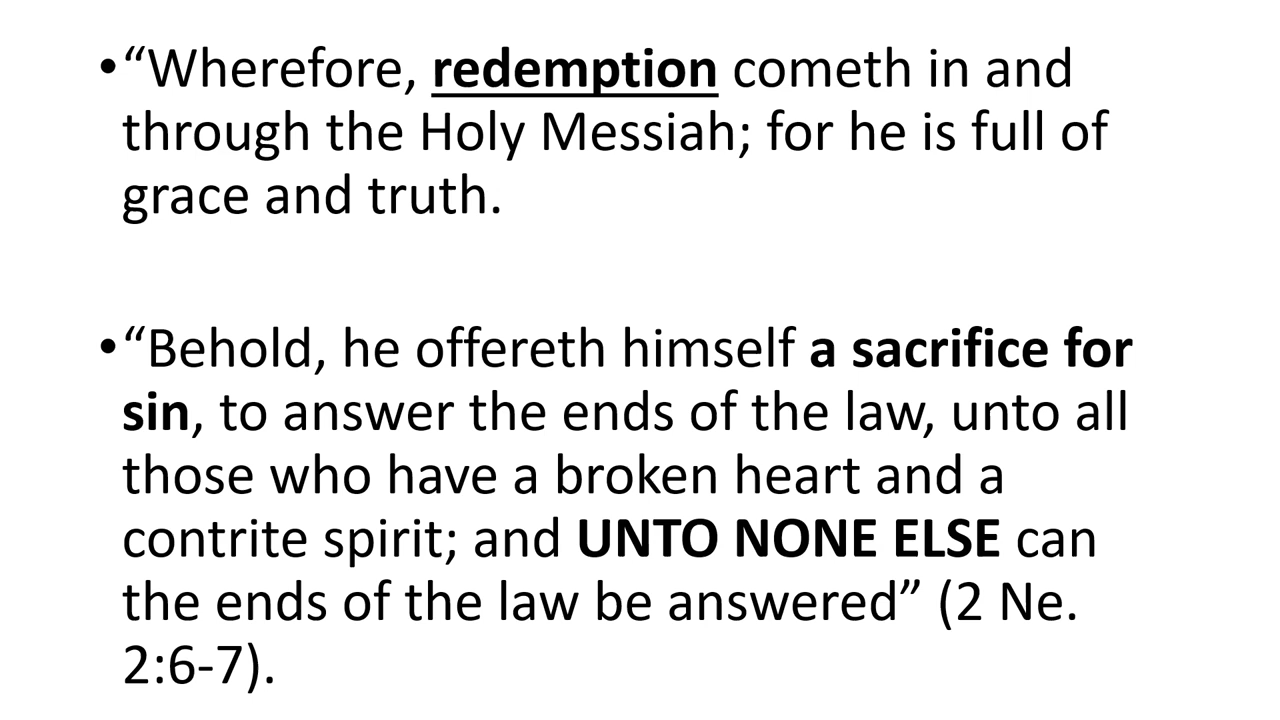 •“Wherefore, redemption cometh in and
through the Holy Messiah; for he is full of
grace and truth.
•“Behold, he offereth himself a sacrifice for
sin, to answer the ends of the law, unto all
those who have a broken heart and a
contrite spirit; and UNTO NONE ELSE can
the ends of the law be answered” (2 Ne.
2:6-7).